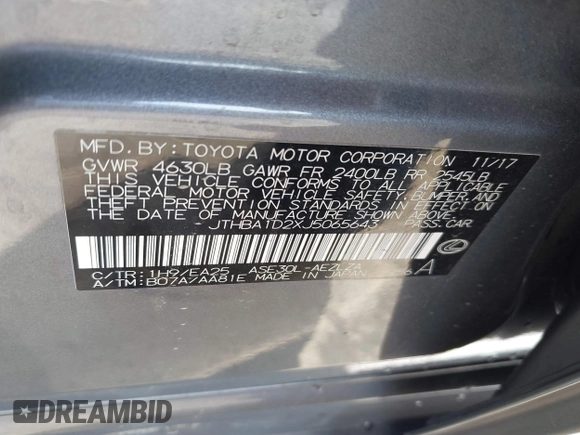 MFD. BY: TOYOTA MOTOR CORPORATION 11/17
GVWR 4630LB GAWR FR 2400LB RR 2545LB
THIS VEHICLE CONFORMS TO ALL APPLICABLE
FEDERAL MOTOR VEHICLE SAFETY, BUMPER, AND
THEFT PREVENTION STANDARDS IN EFFECT ON
THE DATE OF MANUFACTURE SHOWN ABOVE.
JTHBA1D2XJ5065643 PASS. CAR
C/TR: 1H9/EA25 ASE30L-AEZLZA
A/TM: B07A/AA81E MADE IN JAPAN A
DREAMBID